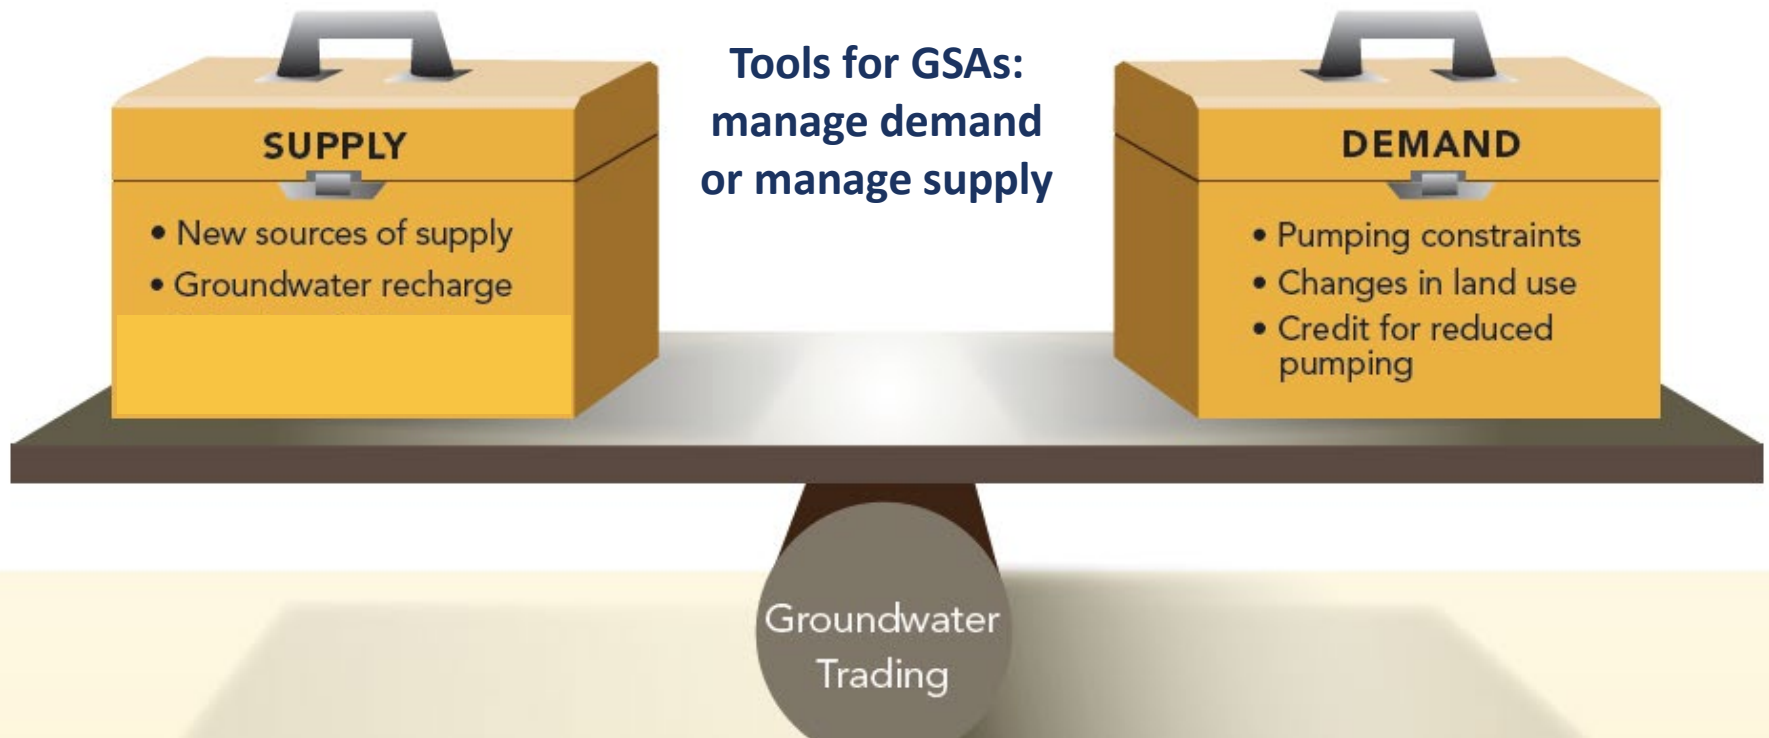 Tools for GSAs:
manage demand
or manage supply
SUPPLY
• New sources of supply
• Groundwater recharge
DEMAND
• Pumping constraints
• Changes in land use
• Credit for reduced
pumping
Groundwater
Trading